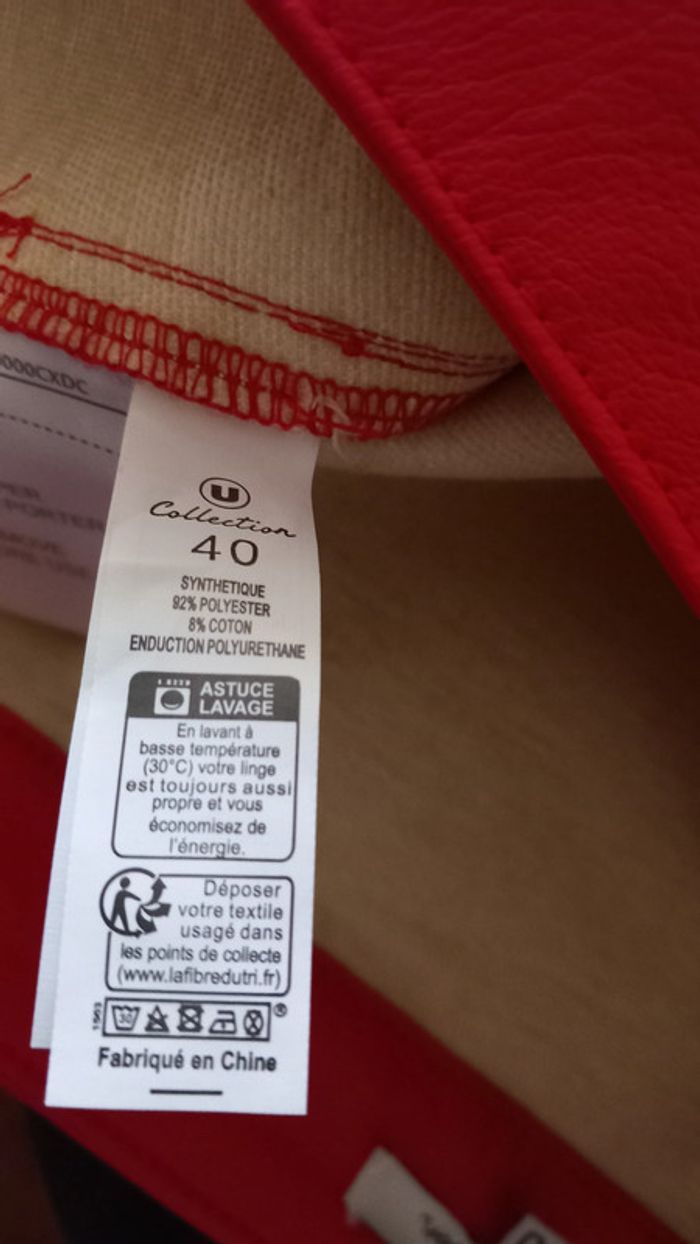 000CXDC
U
Collection
40
SYNTHETIQUE
92% POLYESTER
8% COTON
ENDUCTION POLYURETHANE
ASTUCE
LAVAGE
En lavant à
basse température
(30°C) votre linge
est toujours aussi
propre et vous
économisez de
l'énergie.
Déposer
votre textile
usagé dans
les points de collecte
(www.lafibredutri.fr)
30
®
Fabriqué en Chine